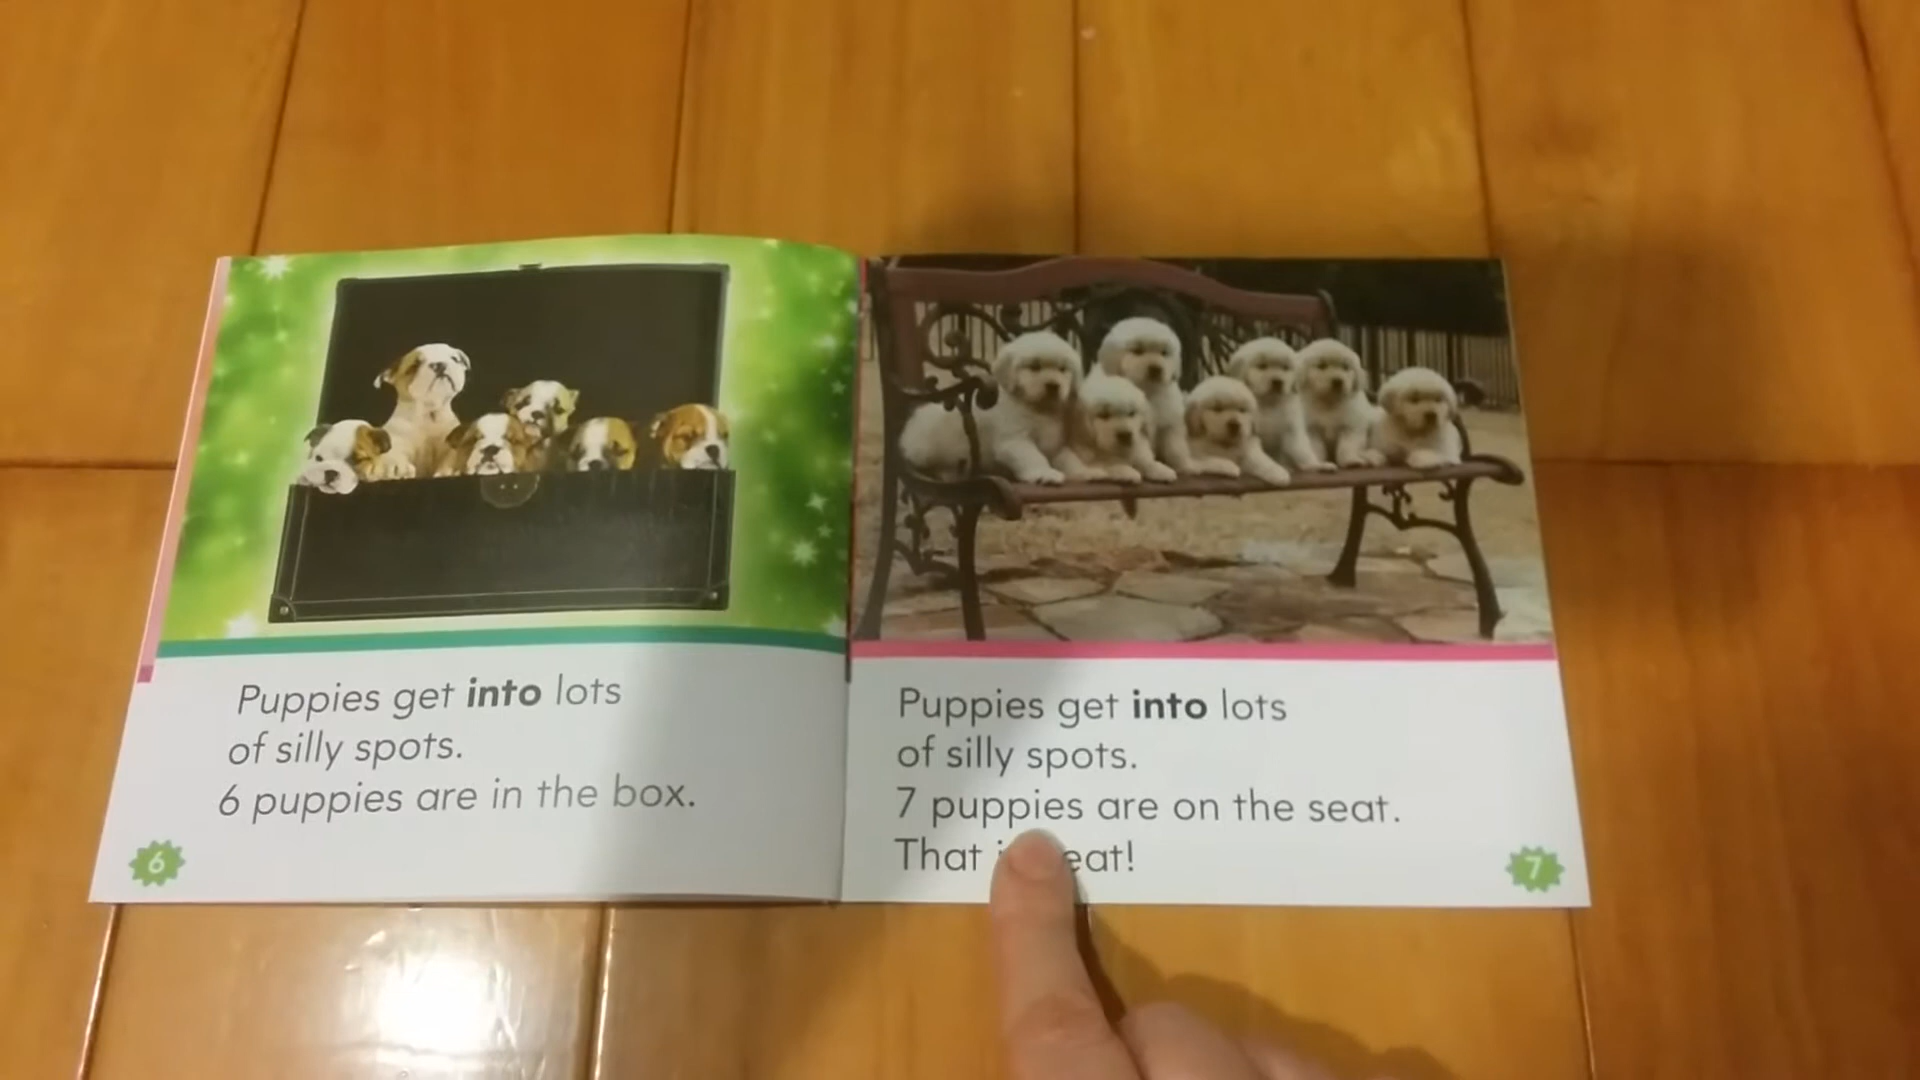 Puppies get into lots
of silly spots.
6 puppies are in the box.
6
Puppies get into lots
of silly spots.
7 puppies are on the seat.
That
7